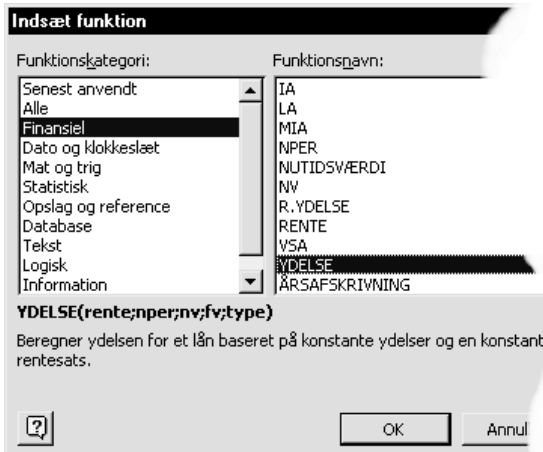 Indsæt funktion
Funktionskategori:
Senest anvendt
Alle
Finansiel
Dato og klokkeslæt
Mat og trig
Statistisk
Opslag og reference
Database
Tekst
Logisk
Information
Funktionsnavn:
IA
LA
MIA
NPER
NUTIDSVÆRDI
NV
R.YDELSE
RENTE
VSA
YDELSE
ÅRSAFSKRIVNING
YDELSE(rente;nper;nv;fv;type)
Beregner ydelsen for et lån baseret på konstante ydelser og en konstant
rentesats.
?
OK
Annul